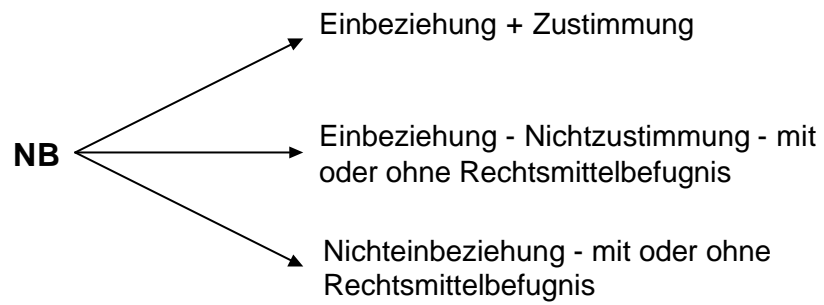 Einbeziehung + Zustimmung
NB
Einbeziehung - Nichtzustimmung - mit
oder ohne Rechtsmittelbefugnis
Nichteinbeziehung - mit oder ohne
Rechtsmittelbefugnis